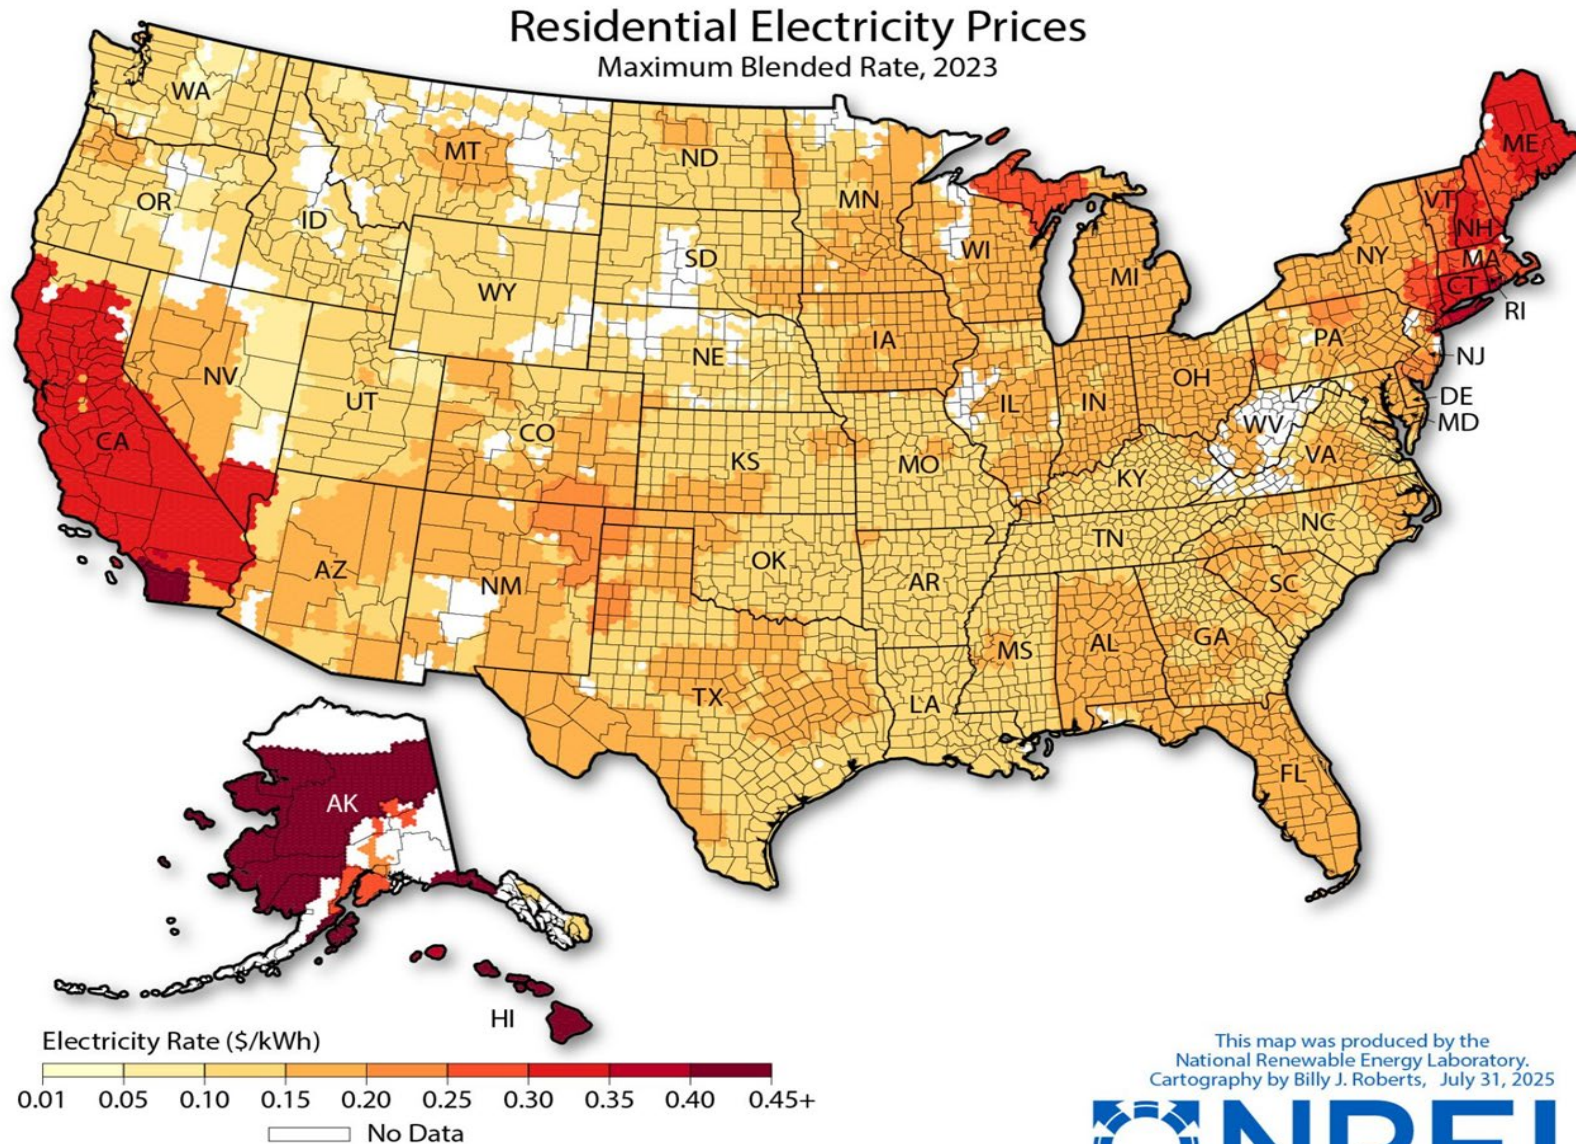 Residential Electricity Prices
Maximum Blended Rate, 2023
WA
MT
ND
MN
ME
OR
ID
SD
WI
VT
NH
WY
MI
NY
MA
CT
RI
NV
UT
NE
IA
PA
NJ
CO
IL
IN
OH
DE
WV
MD
CA
KS
MO
KY
VA
AZ
NM
OK
AR
TN
NC
SC
TX
LA
MS
AL
GA
FL
AK
HI
Electricity Rate ($/kWh)
0.01 0.05 0.10 0.15 0.20 0.25 0.30 0.35 0.40 0.45+
No Data
This map was produced by the
National Renewable Energy Laboratory.
Cartography by Billy J. Roberts, July 31, 2025